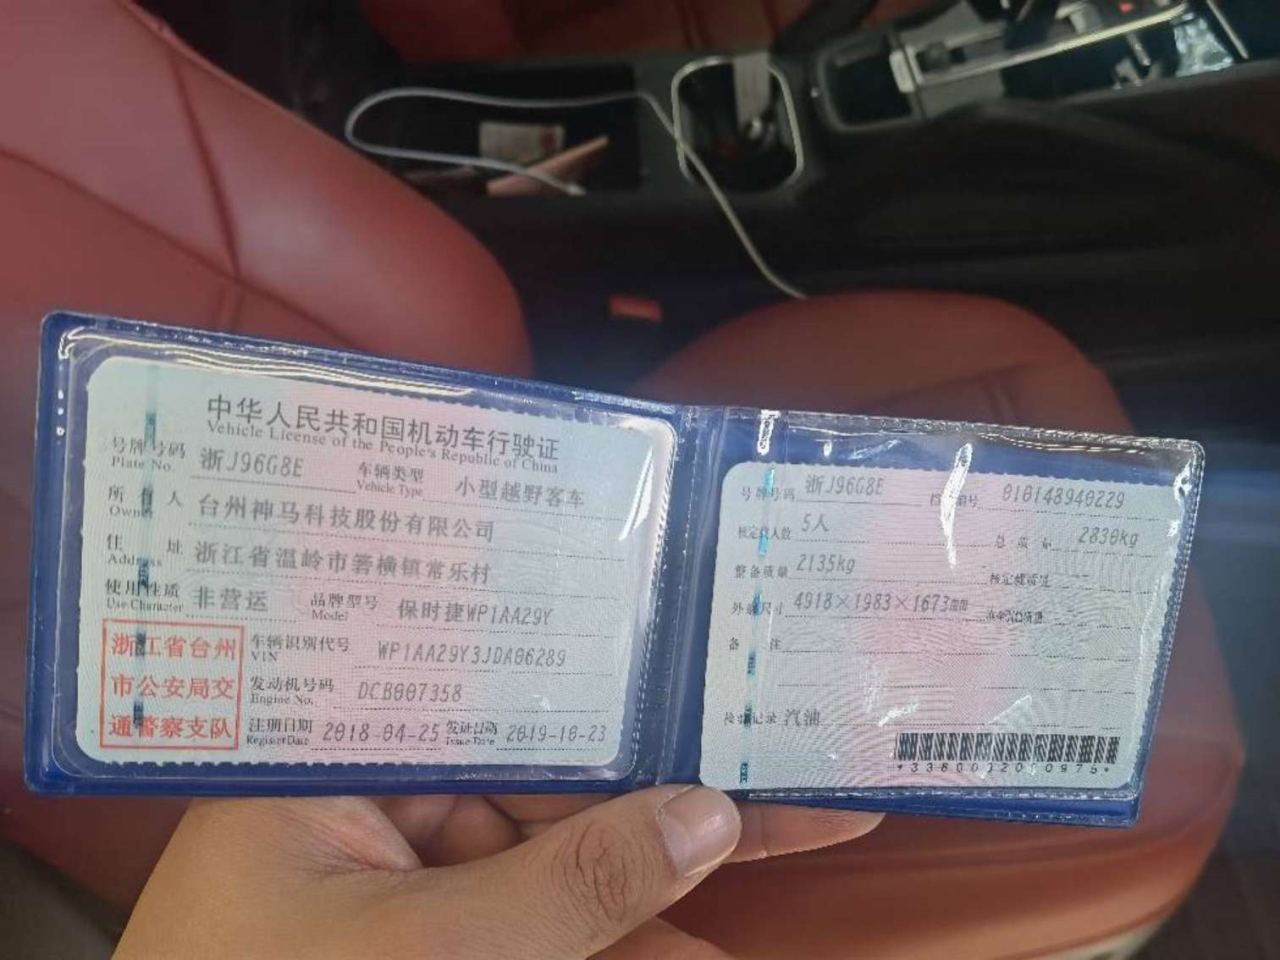 中华人民共和国机动车行驶证
Vehicle License of the People's Republic of China
号牌号码 浙J96G8E 车辆类型 小型越野客车
Plate No. Vehicle Type
所有人 台州神马科技股份有限公司
Owner
住址 浙江省温岭市箬横镇常乐村
Address
使用性质 非营运 品牌型号 保时捷WP1AA29Y
Use Character Model
浙江省台州
市公安局交
通警察支队
车辆识别代号 WP1AA29Y3JDA06289
VIN
发动机号码 DCB007358
Engine No.
注册日期 2018-04-25 发证日期 2019-10-23
Register Date Issue Date
号牌号码 浙J96G8E 档案编号 010148940229
核定载人数 5人 总质量 2830kg
整备质量 2135kg 核定载质量
外廓尺寸 4918×1983×1673mm
备注
检验记录 汽油